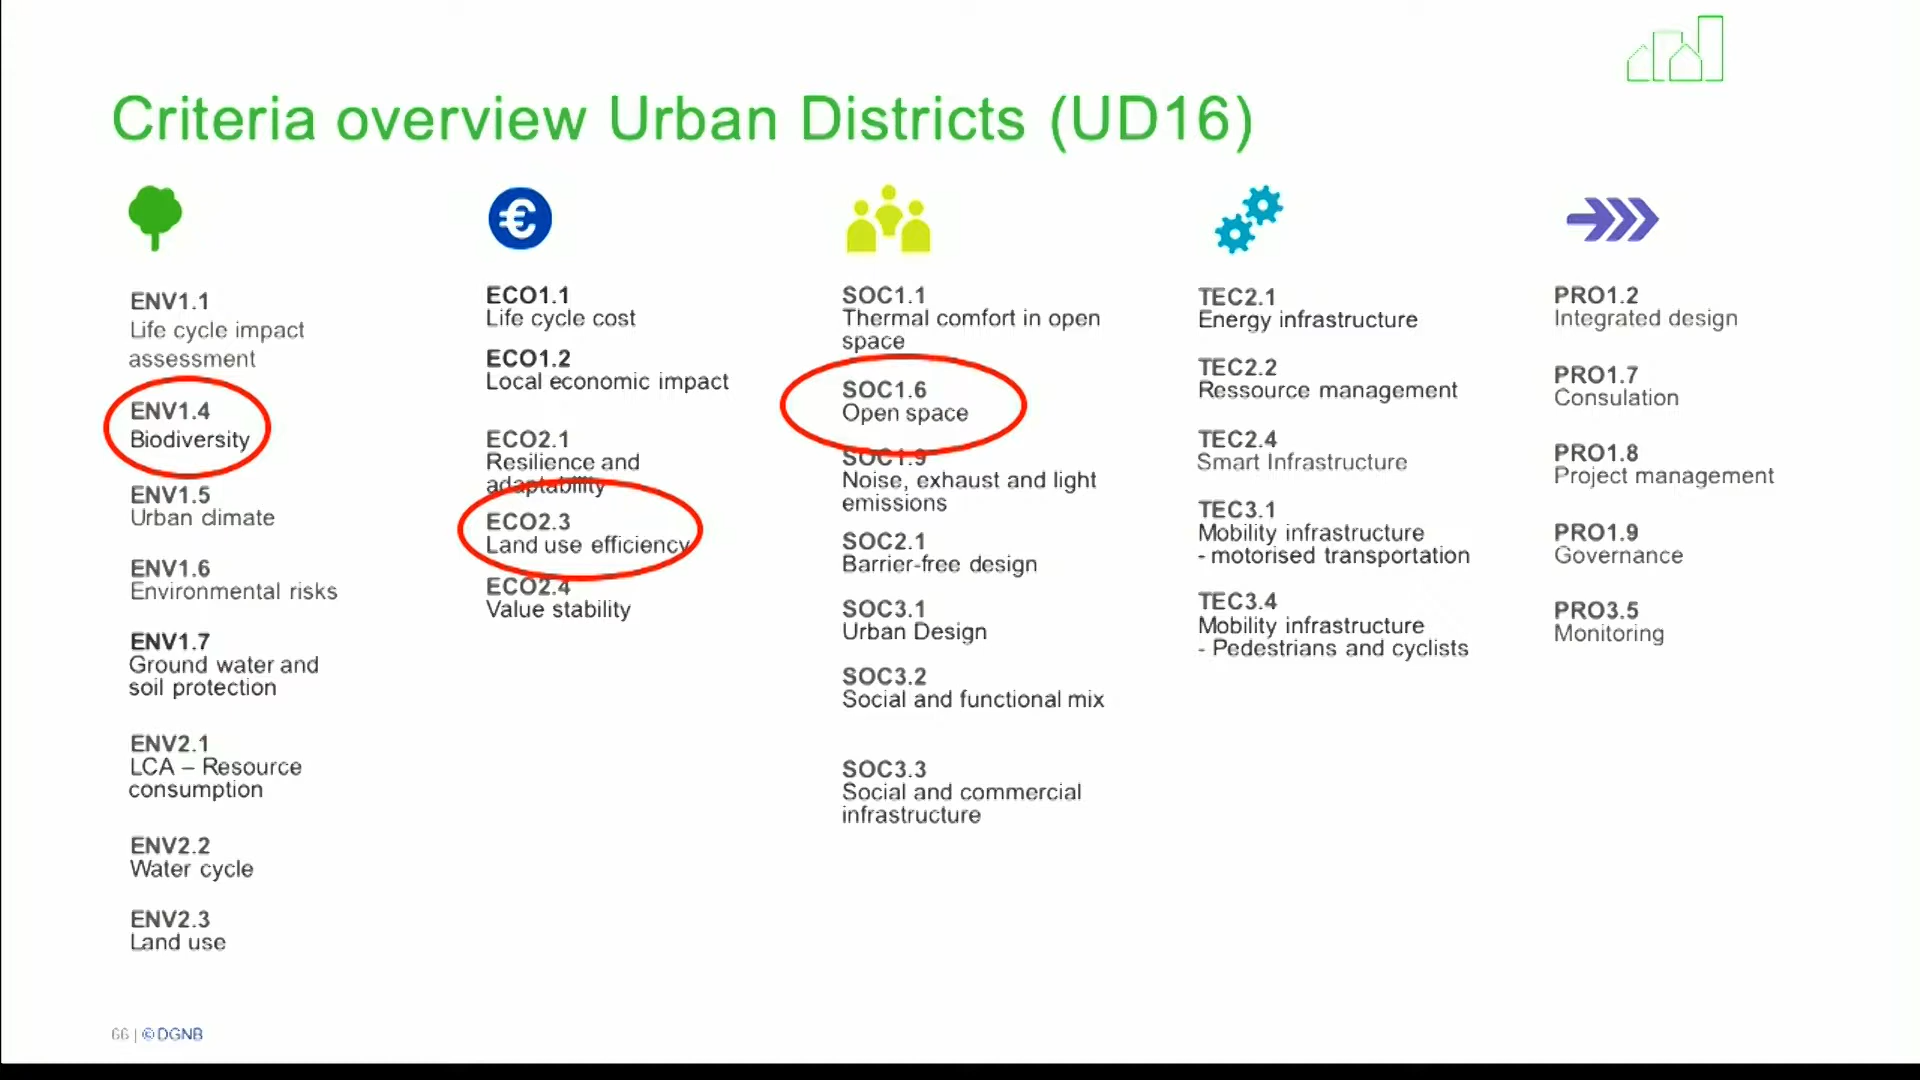 Criteria overview Urban Districts (UD16)
€
ENV1.1
Life cycle impact
assessment
ENV1.4
Biodiversity
ENV1.5
Urban climate
ENV1.6
Environmental risks
ENV1.7
Ground water and
soil protection
ENV2.1
LCA – Resource
consumption
ENV2.2
Water cycle
ENV2.3
Land use
ECO1.1
Life cycle cost
ECO1.2
Local economic impact
ECO2.1
Resilience and
adaptability
ECO2.3
Land use efficiency
ECO2.4
Value stability
SOC1.1
Thermal comfort in open
space
SOC1.6
Open space
SOC1.9
Noise, exhaust and light
emissions
SOC2.1
Barrier-free design
SOC3.1
Urban Design
SOC3.2
Social and functional mix
SOC3.3
Social and commercial
infrastructure
TEC2.1
Energy infrastructure
TEC2.2
Ressource management
TEC2.4
Smart Infrastructure
TEC3.1
Mobility infrastructure
- motorised transportation
TEC3.4
Mobility infrastructure
- Pedestrians and cyclists
PRO1.2
Integrated design
PRO1.7
Consulation
PRO1.8
Project management
PRO1.9
Governance
PRO3.5
Monitoring
66 | © DGNB